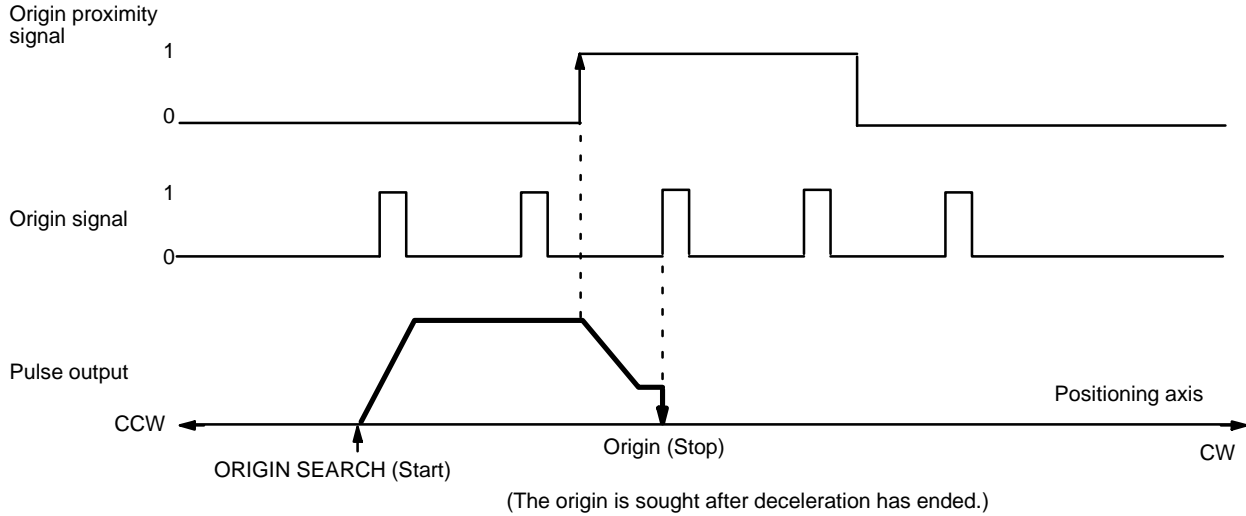 Origin proximity
signal
1
0
1
Origin signal
0
Pulse output
Positioning axis
CCW
Origin (Stop)
CW
ORIGIN SEARCH (Start)
(The origin is sought after deceleration has ended.)